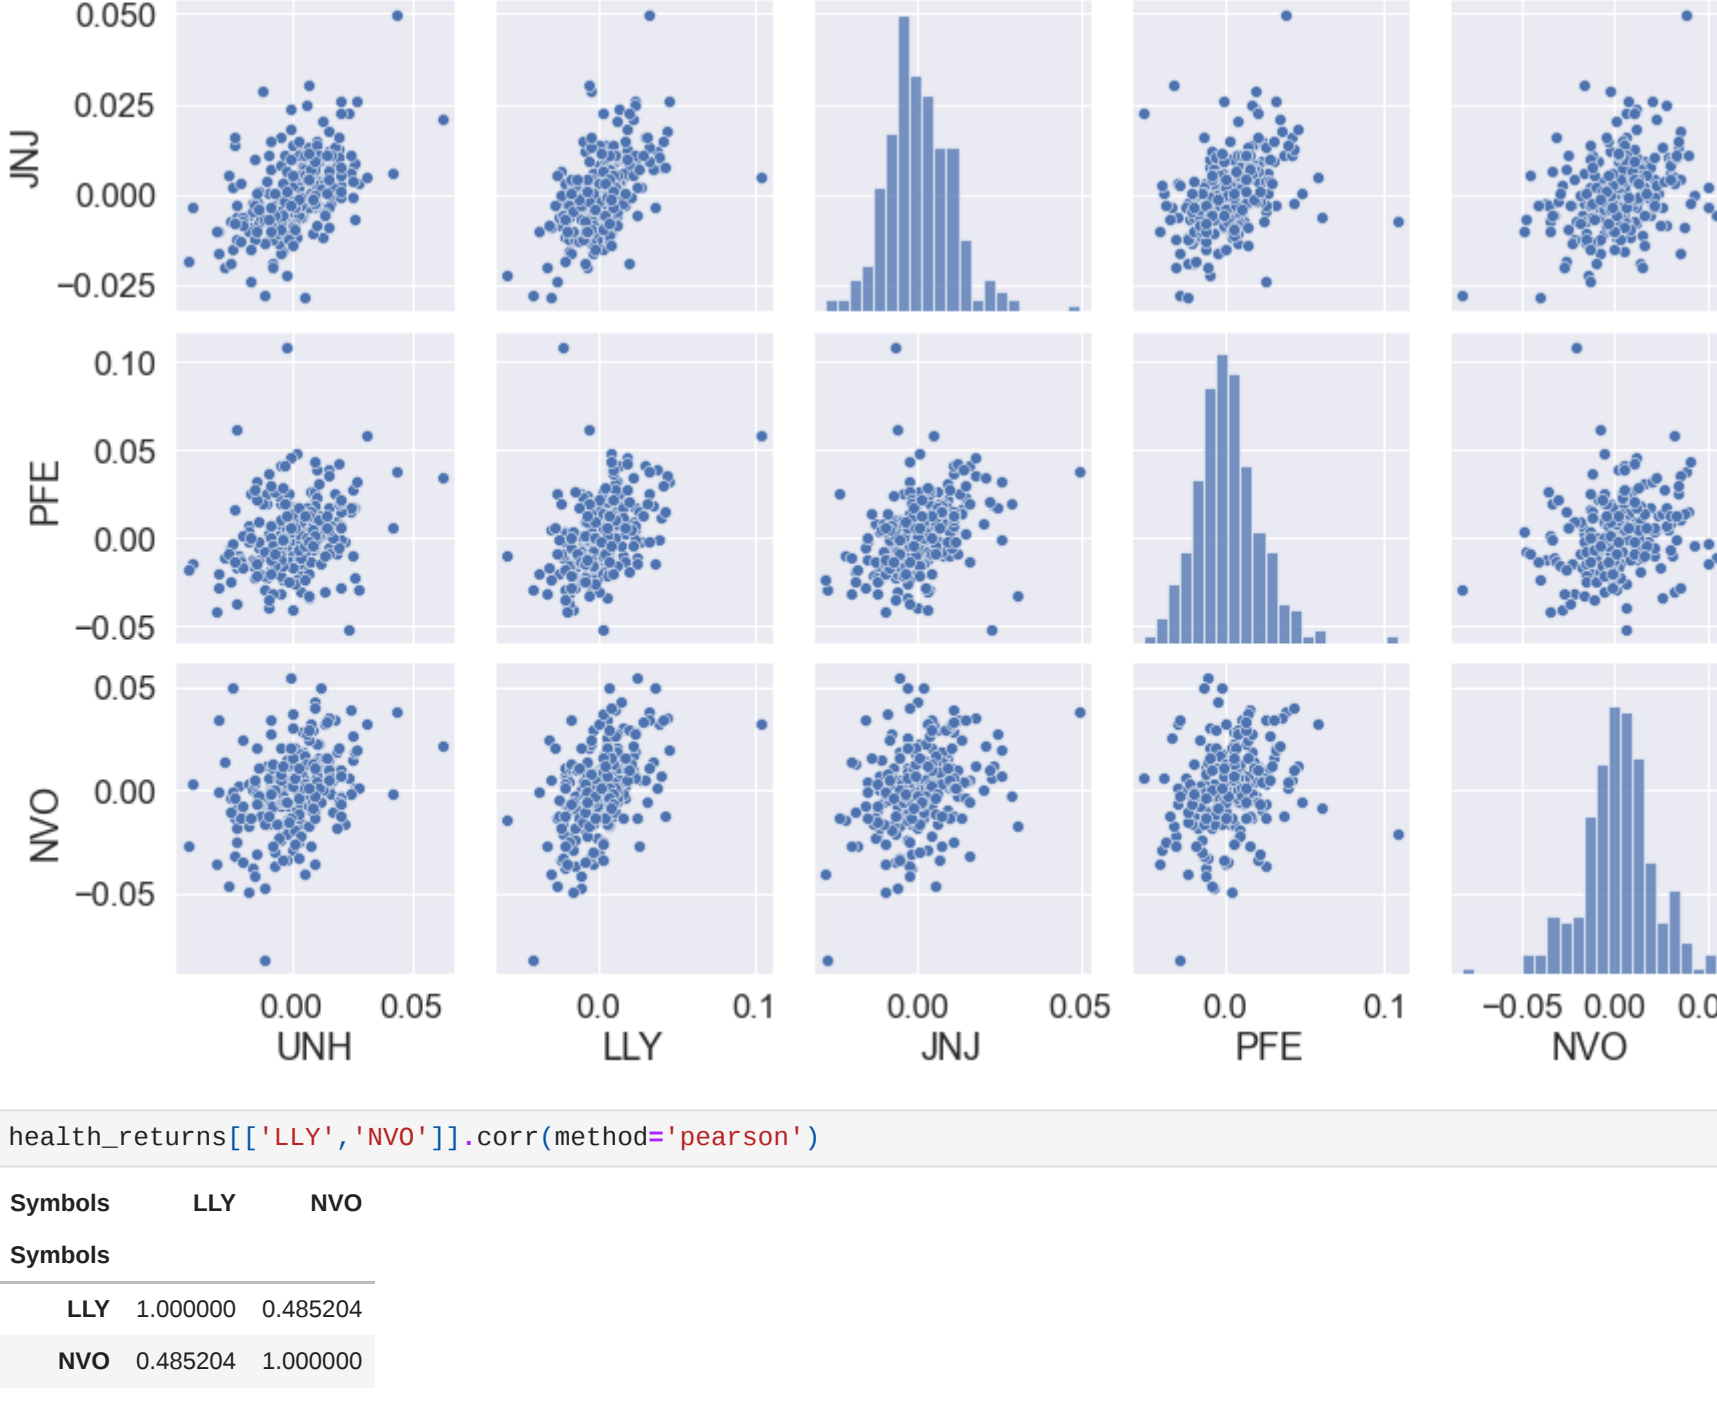 0.050
0.025
0.000
−0.025
JNJ
0.10
0.05
0.00
−0.05
PFE
0.05
0.00
−0.05
NVO
0.00 0.05 0.0 0.1 0.00 0.05 0.0 0.1 −0.05 0.00 0.0
UNH LLY JNJ PFE NVO
health_returns[['LLY','NVO']].corr(method='pearson')
Symbols LLY NVO
Symbols
LLY 1.000000 0.485204
NVO 0.485204 1.000000